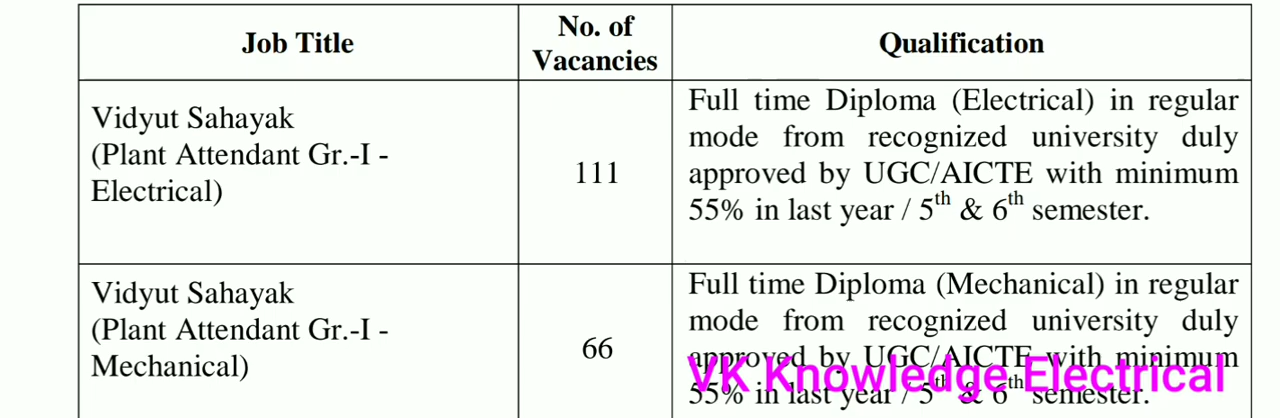 Job Title
No. of
Vacancies
Qualification
Vidyut Sahayak
(Plant Attendant Gr.-I -
Electrical)
111
Full time Diploma (Electrical) in regular
mode from recognized university duly
approved by UGC/AICTE with minimum
55% in last year / 5th & 6th semester.
Vidyut Sahayak
(Plant Attendant Gr.-I -
Mechanical)
66
Full time Diploma (Mechanical) in regular
mode from recognized university duly
approved by UGC/AICTE with minimum
55% in last year / 5th & 6th semester.
VK Knowledge Electrical